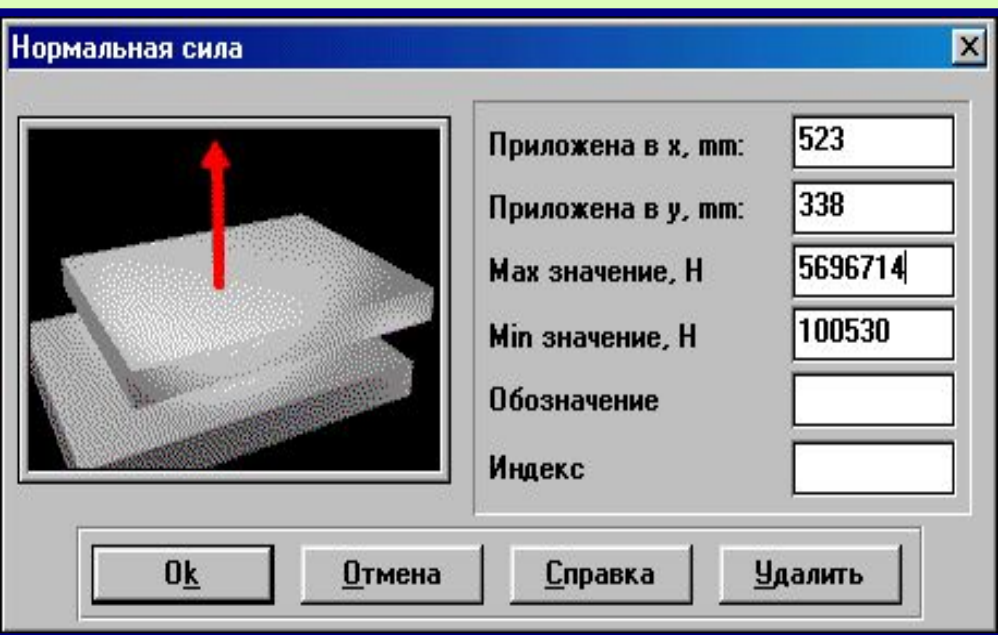 Нормальная сила
Приложена в x, mm: 523
Приложена в y, mm: 338
Max значение, Н 5696714
Min значение, Н 100530
Обозначение
Индекс
Ok Отмена Справка Удалить